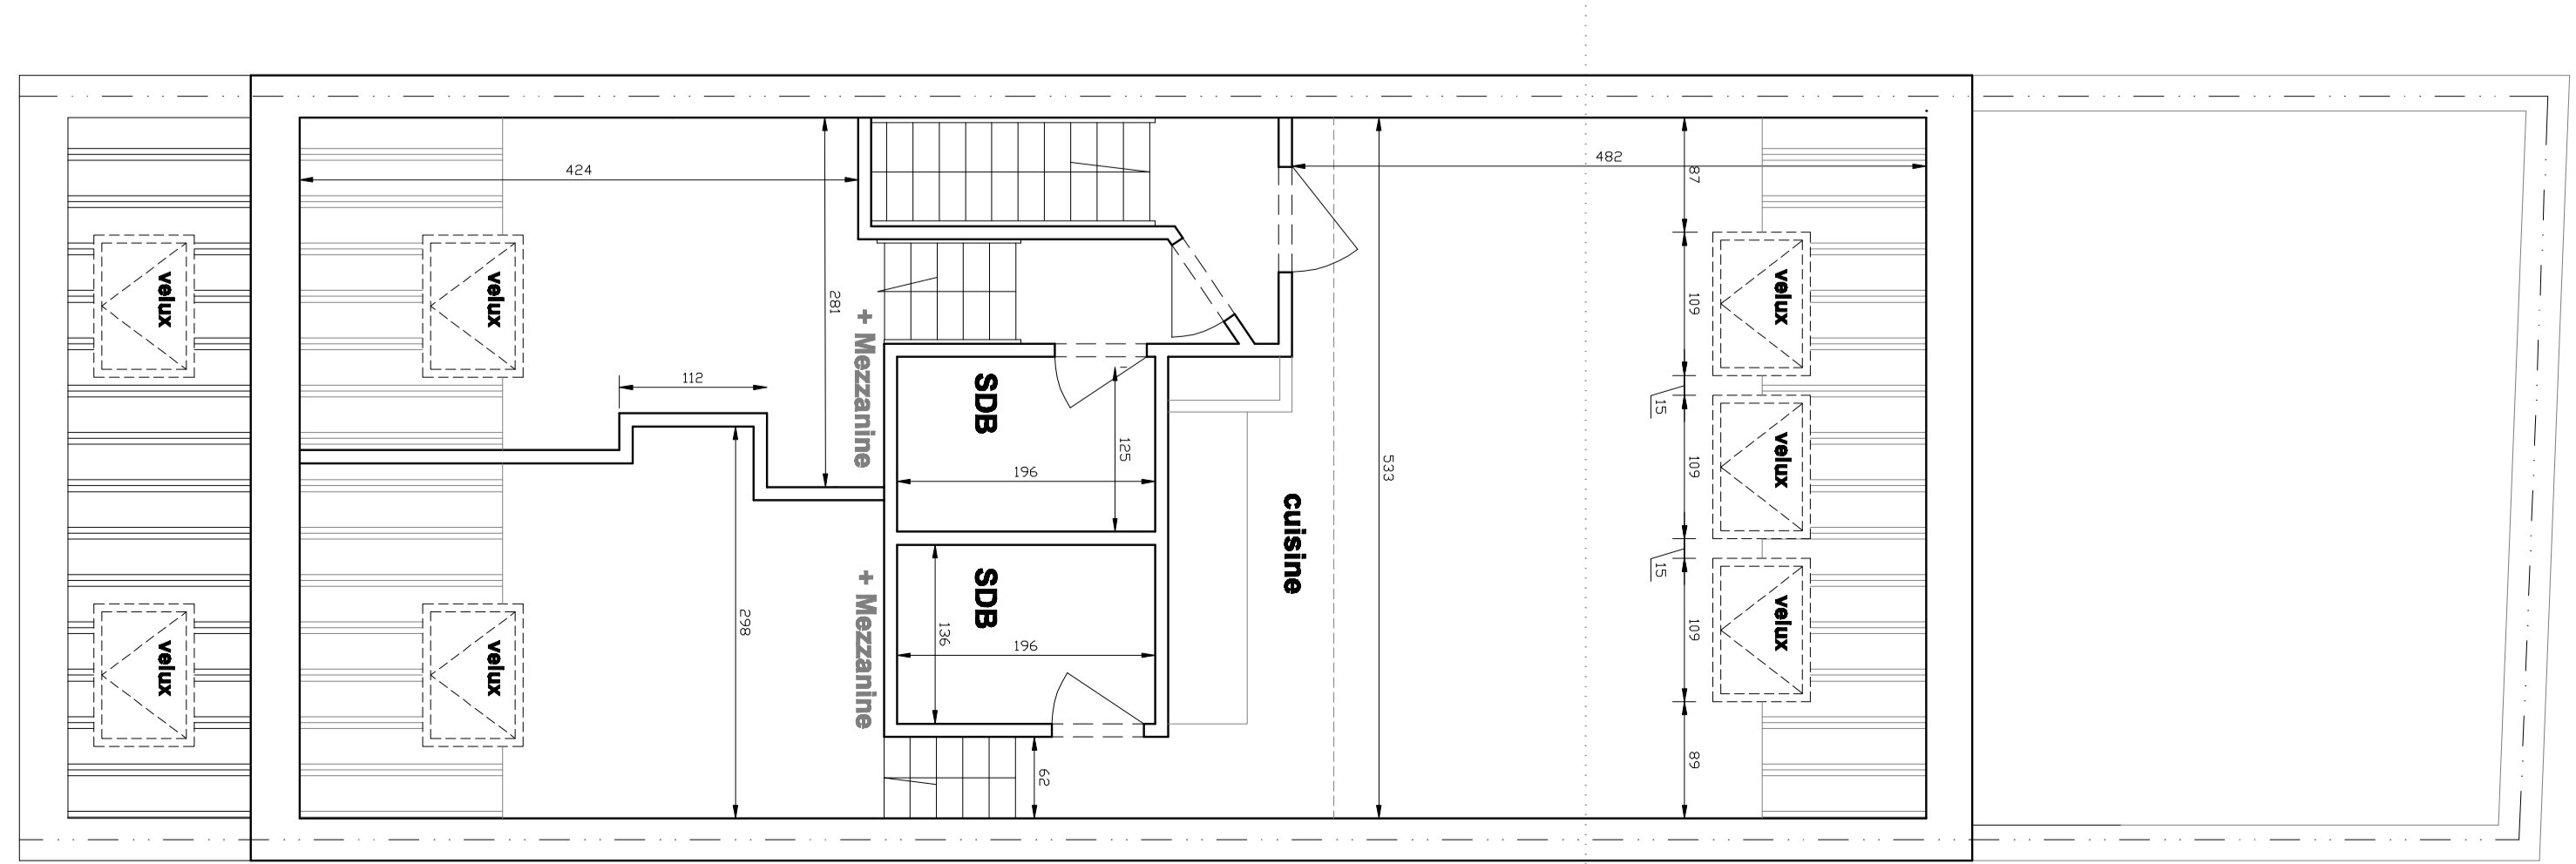 482
87
424
velux
velux
velux
109
281
+ Mezzanine
112
SDB
15
125
velux
109
533
196
cuisine
15
+ Mezzanine
SDB
velux
109
298
136
196
velux
velux
62
89